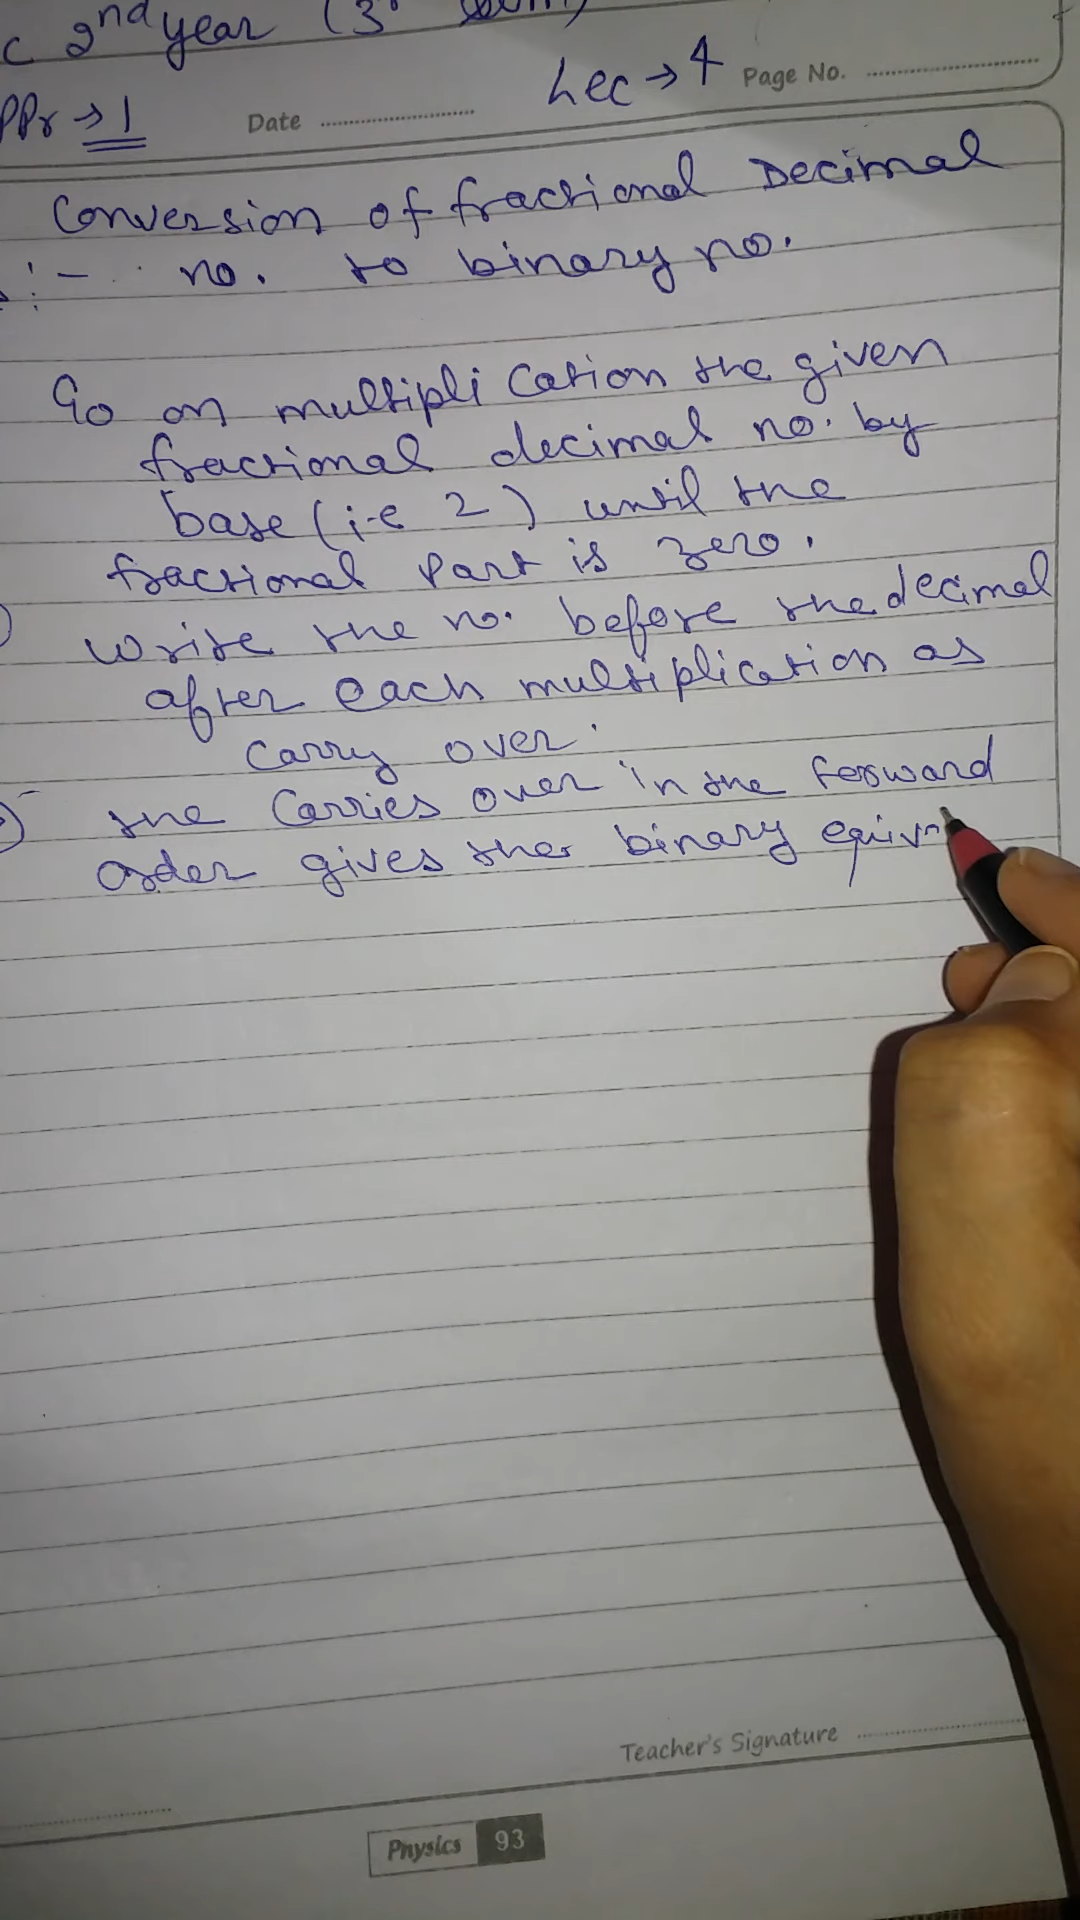 c 2nd year (3
Lec → 4 Page No.
PPr → 1 Date
Conversion of fractional Decimal
:- no. to binary no.
Go on multipli cation the given
fractional decimal no. by
base (i-e 2) until the
fractional Part is zero.
write the no. before the decimal
after each multiplication as
carry over.
the Carries over in the forward
order gives the binary equiv
Teacher's Signature
Physics 93